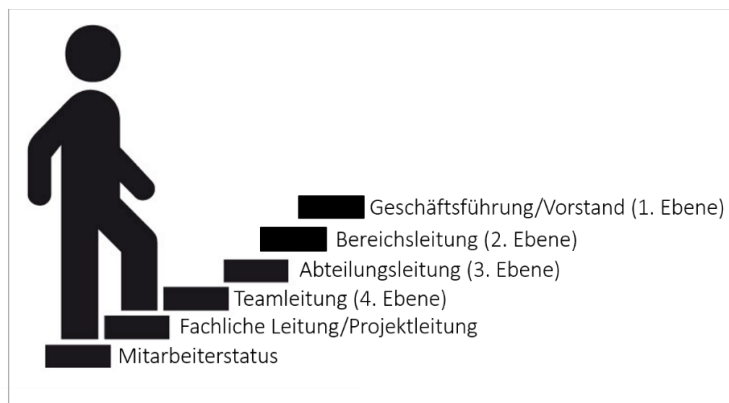 Geschäftsführung/Vorstand (1. Ebene)
Bereichsleitung (2. Ebene)
Abteilungsleitung (3. Ebene)
Teamleitung (4. Ebene)
Fachliche Leitung/Projektleitung
Mitarbeiterstatus